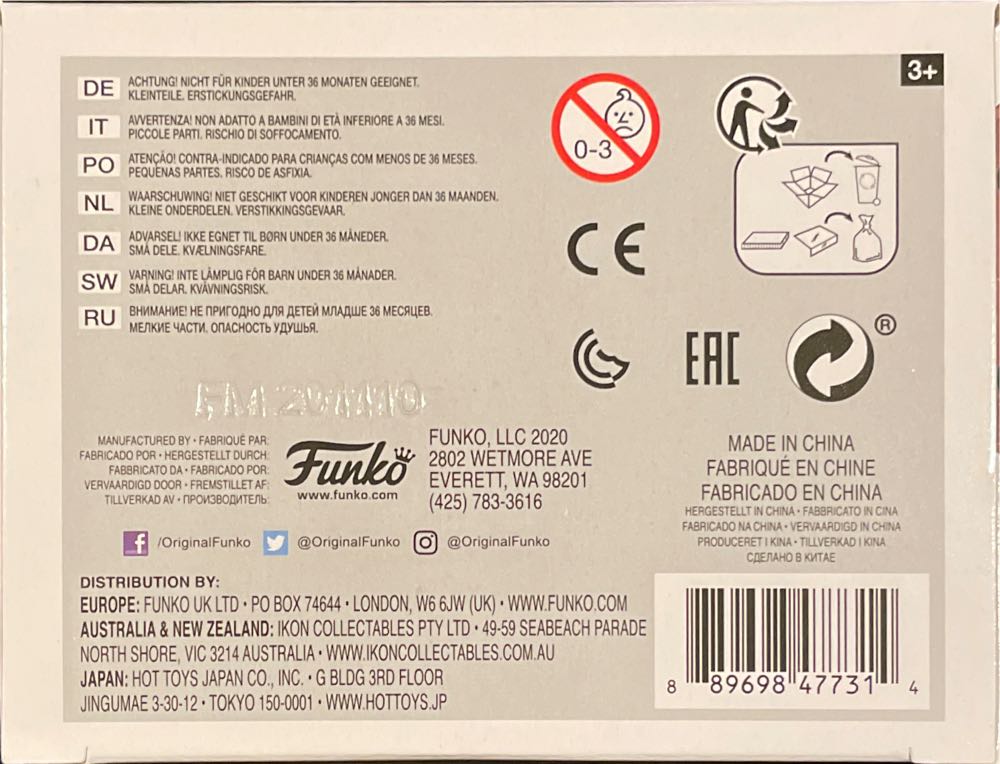 3+
DE ACHTUNG! NICHT FÜR KINDER UNTER 36 MONATEN GEEIGNET.
KLEINTEILE. ERSTICKUNGSGEFAHR.
IT AVVERTENZA! NON ADATTO A BAMBINI DI ETÀ INFERIORE A 36 MESI.
PICCOLE PARTI. RISCHIO DI SOFFOCAMENTO.
PO ATENÇÃO! CONTRA-INDICADO PARA CRIANÇAS COM MENOS DE 36 MESES.
PEQUENAS PARTES. RISCO DE ASFIXIA.
NL WAARSCHUWING! NIET GESCHIKT VOOR KINDEREN JONGER DAN 36 MAANDEN.
KLEINE ONDERDELEN. VERSTIKKINGSGEVAAR.
DA ADVARSEL! IKKE EGNET TIL BØRN UNDER 36 MÅNEDER.
SMÅ DELE. KVÆLNINGSFARE.
SW VARNING! INTE LÄMPLIG FÖR BARN UNDER 36 MÅNADER.
SMÅ DELAR. KVÄVNINGSRISK.
RU ВНИМАНИЕ! НЕ ПРИГОДНО ДЛЯ ДЕТЕЙ МЛАДШЕ 36 МЕСЯЦЕВ.
МЕЛКИЕ ЧАСТИ. ОПАСНОСТЬ УДУШЬЯ.
0-3
CE
EAC
®
MANUFACTURED BY • FABRIQUÉ PAR:
FABRICADO POR • HERGESTELLT DURCH:
FABBRICATO DA • FABRICADO POR:
VERVAARDIGD DOOR • FREMSTILLET AF:
TILLVERKAD AV • ПРОИЗВОДИТЕЛЬ:
Funko
www.funko.com
FUNKO, LLC 2020
2802 WETMORE AVE
EVERETT, WA 98201
(425) 783-3616
MADE IN CHINA
FABRIQUÉ EN CHINE
FABRICADO EN CHINA
HERGESTELLT IN CHINA • FABBRICATO IN CINA
FABRICADO NA CHINA • VERVAARDIGD IN CHINA
PRODUCERET I KINA • TILLVERKAD I KINA
СДЕЛАНО В КИТАЕ
f /OriginalFunko @OriginalFunko @OriginalFunko
DISTRIBUTION BY:
EUROPE: FUNKO UK LTD • PO BOX 74644 • LONDON, W6 6JW (UK) • WWW.FUNKO.COM
AUSTRALIA & NEW ZEALAND: IKON COLLECTABLES PTY LTD • 49-59 SEABEACH PARADE
NORTH SHORE, VIC 3214 AUSTRALIA • WWW.IKONCOLLECTABLES.COM.AU
JAPAN: HOT TOYS JAPAN CO., INC. • G BLDG 3RD FLOOR
JINGUMAE 3-30-12 • TOKYO 150-0001 • WWW.HOTTOYS.JP
8 89698 47731 4